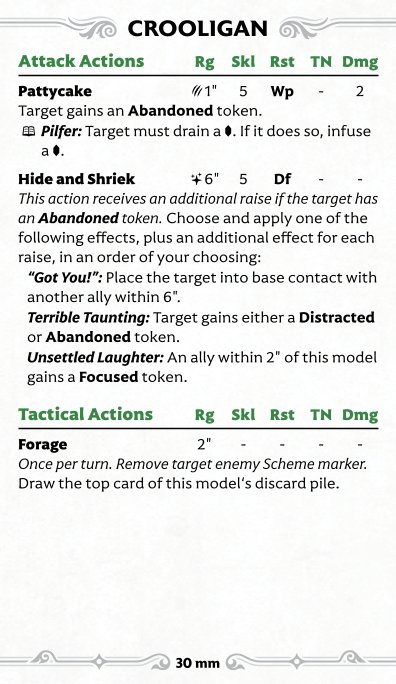 CROOLIGAN
Attack Actions Rg Skl Rst TN Dmg
Pattycake 1" 5 Wp - 2
Target gains an Abandoned token.
Pilfer: Target must drain a . If it does so, infuse
a .
Hide and Shriek 6" 5 Df - -
This action receives an additional raise if the target has
an Abandoned token. Choose and apply one of the
following effects, plus an additional effect for each
raise, in an order of your choosing:
“Got You!”: Place the target into base contact with
another ally within 6".
Terrible Taunting: Target gains either a Distracted
or Abandoned token.
Unsettled Laughter: An ally within 2" of this model
gains a Focused token.
Tactical Actions Rg Skl Rst TN Dmg
Forage 2" - - - -
Once per turn. Remove target enemy Scheme marker.
Draw the top card of this model's discard pile.
30 mm